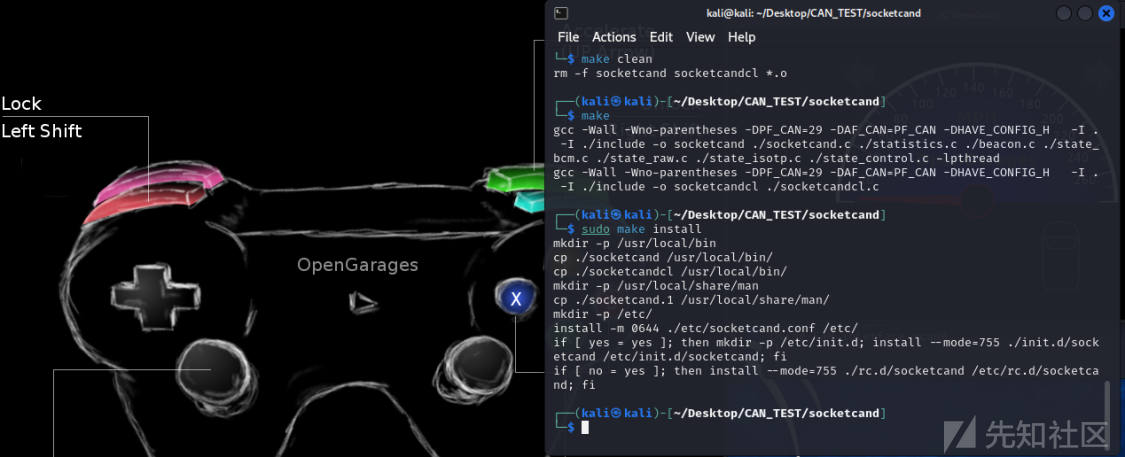 Lock
Left Shift
OpenGarages
X
kali@kali: ~/Desktop/CAN_TEST/socketcand
File Actions Edit View Help
└─$ make clean
rm -f socketcand socketcandcl *.o
┌──(kali㉿kali)-[~/Desktop/CAN_TEST/socketcand]
└─$ make
gcc -Wall -Wno-parentheses -DPF_CAN=29 -DAF_CAN=PF_CAN -DHAVE_CONFIG_H   -I .
 -I ./include -o socketcand ./socketcand.c ./statistics.c ./beacon.c ./state_
bcm.c ./state_raw.c ./state_isotp.c ./state_control.c -lpthread
gcc -Wall -Wno-parentheses -DPF_CAN=29 -DAF_CAN=PF_CAN -DHAVE_CONFIG_H   -I .
 -I ./include -o socketcandcl ./socketcandcl.c
┌──(kali㉿kali)-[~/Desktop/CAN_TEST/socketcand]
└─$ sudo make install
mkdir -p /usr/local/bin
cp ./socketcand /usr/local/bin/
cp ./socketcandcl /usr/local/bin/
mkdir -p /usr/local/share/man
cp ./socketcand.1 /usr/local/share/man/
mkdir -p /etc/
install -m 0644 ./etc/socketcand.conf /etc/
if [ yes = yes ]; then mkdir -p /etc/init.d; install --mode=755 ./init.d/sock
etcand /etc/init.d/socketcand; fi
if [ no = yes ]; then install --mode=755 ./rc.d/socketcand /etc/rc.d/socketca
nd; fi
┌──(kali㉿kali)-[~/Desktop/CAN_TEST/socketcand]
└─$
先知社区